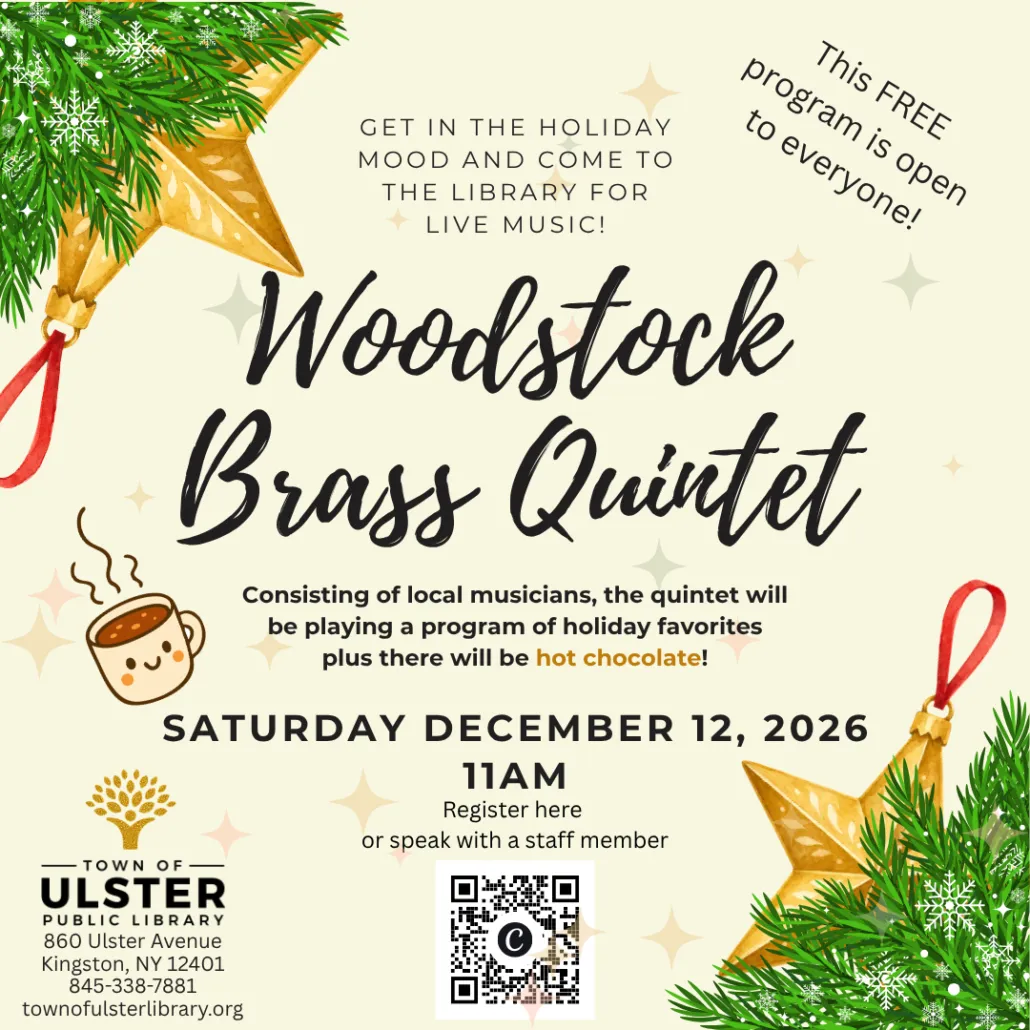 This FREE
program is open
to everyone!
GET IN THE HOLIDAY
MOOD AND COME TO
THE LIBRARY FOR
LIVE MUSIC!
Woodstock
Brass Quintet
Consisting of local musicians, the quintet will
be playing a program of holiday favorites
plus there will be hot chocolate!
SATURDAY DECEMBER 12, 2026
11AM
Register here
or speak with a staff member
TOWN OF
ULSTER
PUBLIC LIBRARY
860 Ulster Avenue
Kingston, NY 12401
845-338-7881
townofulsterlibrary.org
C